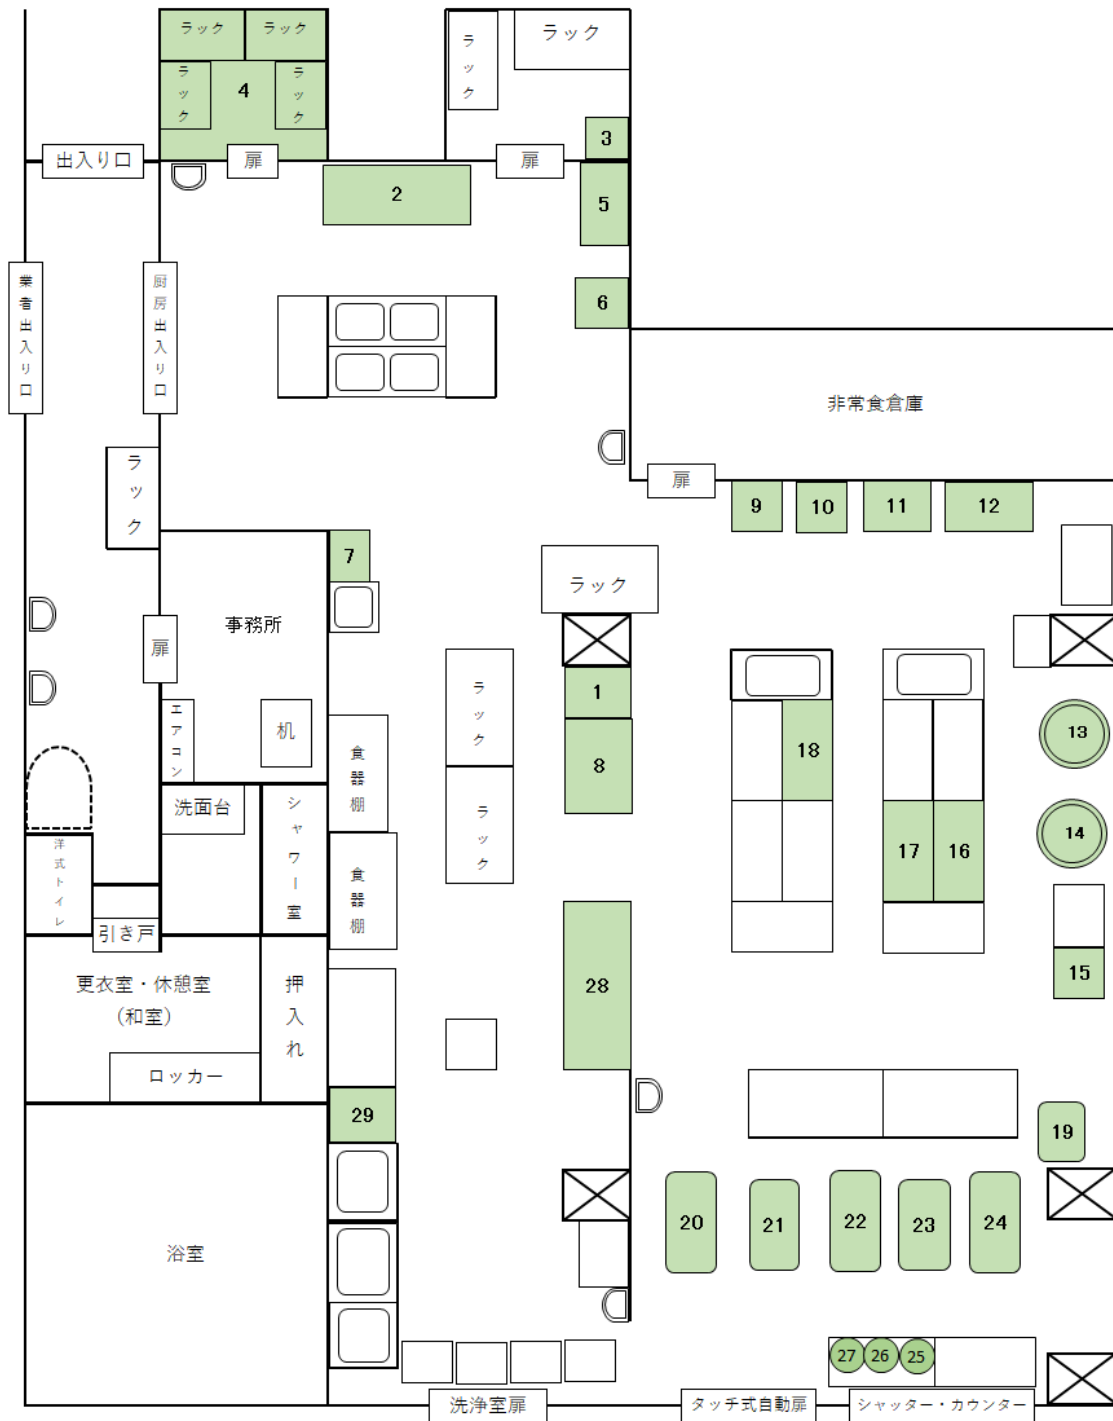 ラック
ラック
ラック
ラック
4
ラック
ラック
3
出入り口
扉
扉
2
5
業者出入り口
厨房出入り口
6
非常食倉庫
ラック
扉
9
10
11
12
7
ラック
事務所
扉
1
ラック
エアコン
机
食器棚
8
18
13
洗面台
シャワー室
ラック
14
洋式トイレ
食器棚
17
16
引き戸
更衣室・休憩室
(和室)
押入れ
28
15
ロッカー
29
19
20
21
22
23
24
浴室
27
26
25
洗浄室扉
タッチ式自動扉
シャッター・カウンター